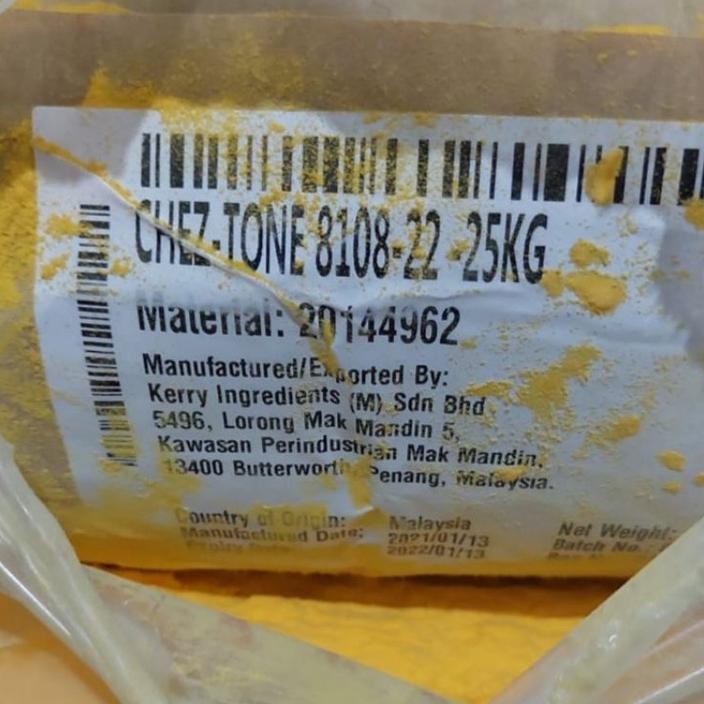 CHEZ-TONE 8108-22 -25KG
Material: 20144962
Manufactured/Exported By:
Kerry Ingredients (M) Sdn Bhd
5496, Lorong Mak Mandin 5,
Kawasan Perindustrian Mak Mandin,
13400 Butterworth, Penang, Malaysia.
Country of Origin: Malaysia
Manufactured Date: 2021/01/13
Expiry Date: 2022/01/13
Net Weight:
Batch No.: